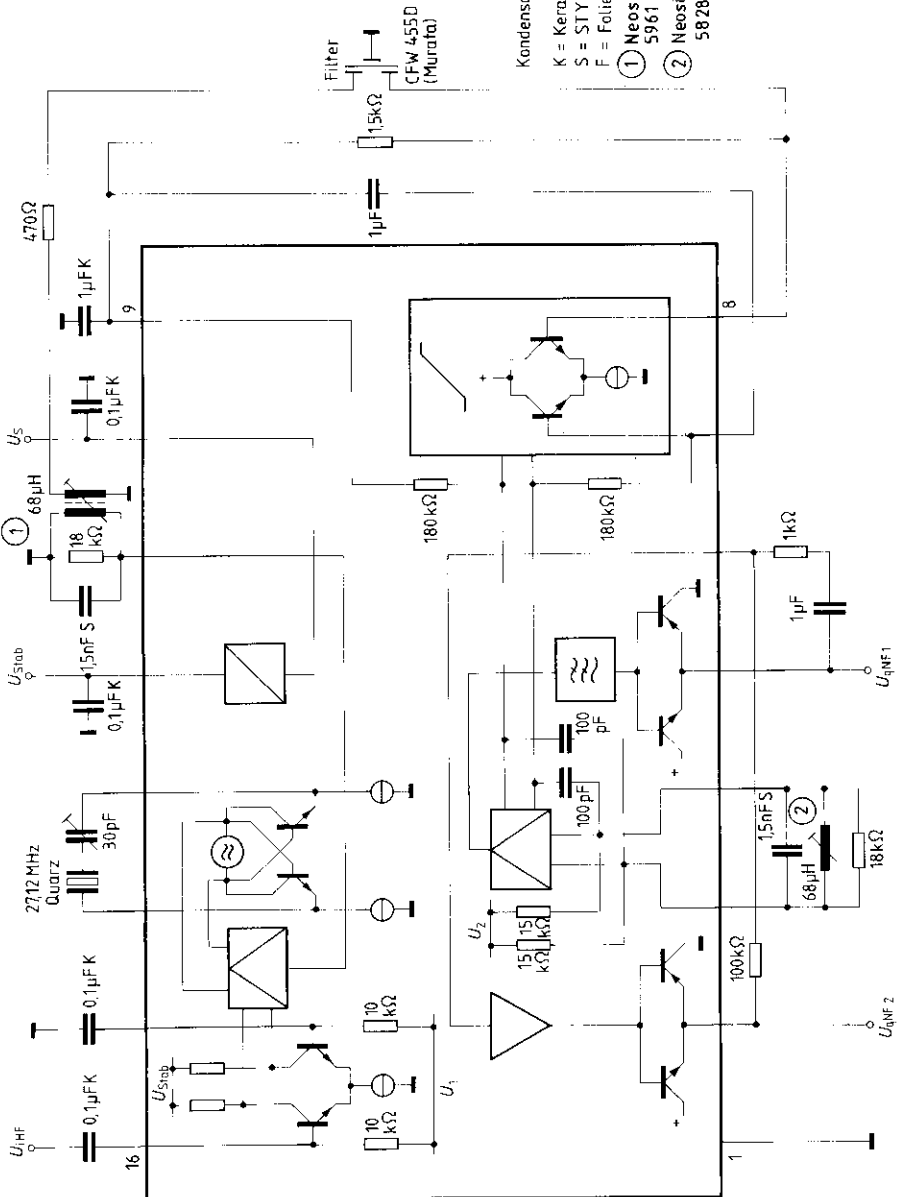 U_iHF
0,1µF K
0,1µF K
27,12 MHz
Quarz
30pF
U_Stab
0,1µF K
1,5nF S
18
kΩ
1
68µH
U_S
0,1µF K
1µF K
470Ω
Filter
CFW 455D
(Murata)
1,5kΩ
1µF
Kondensa
K = Kera
S = STY
F = Folie
1 Neos
5961
2 Neosi
5828
16
9
U_Stab
10
kΩ
10
kΩ
U_1
180kΩ
180kΩ
+
U_2
15
kΩ
15
kΩ
100pF
100
pF
+
+
1
8
100kΩ
1,5nF S
2
68µH
18kΩ
1kΩ
1µF
U_qNF2
U_qNF1